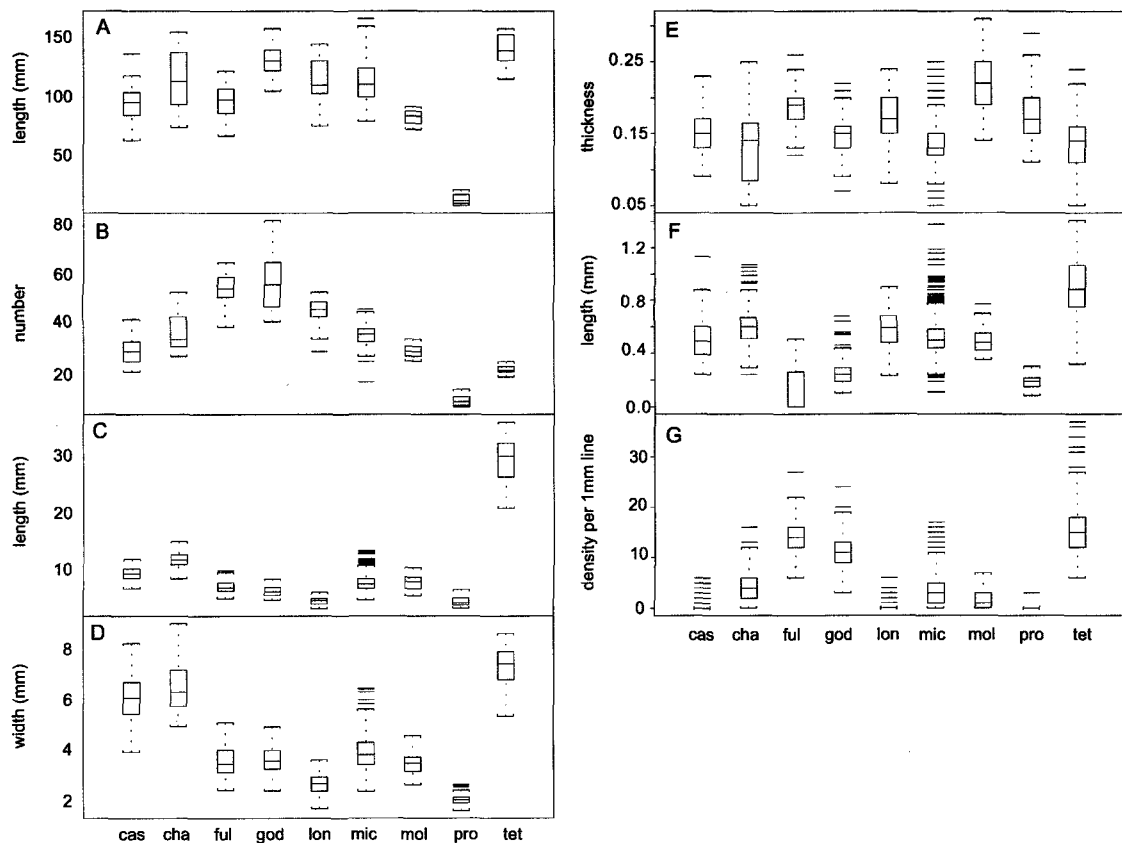 A
length (mm)
150
100
50
B
number
80
60
40
20
C
length (mm)
30
20
10
D
width (mm)
8
6
4
2
cas cha ful god lon mic mol pro tet
E
thickness
0.25
0.15
0.05
F
length (mm)
1.2
0.8
0.4
0.0
G
density per 1mm line
30
20
10
0
cas cha ful god lon mic mol pro tet